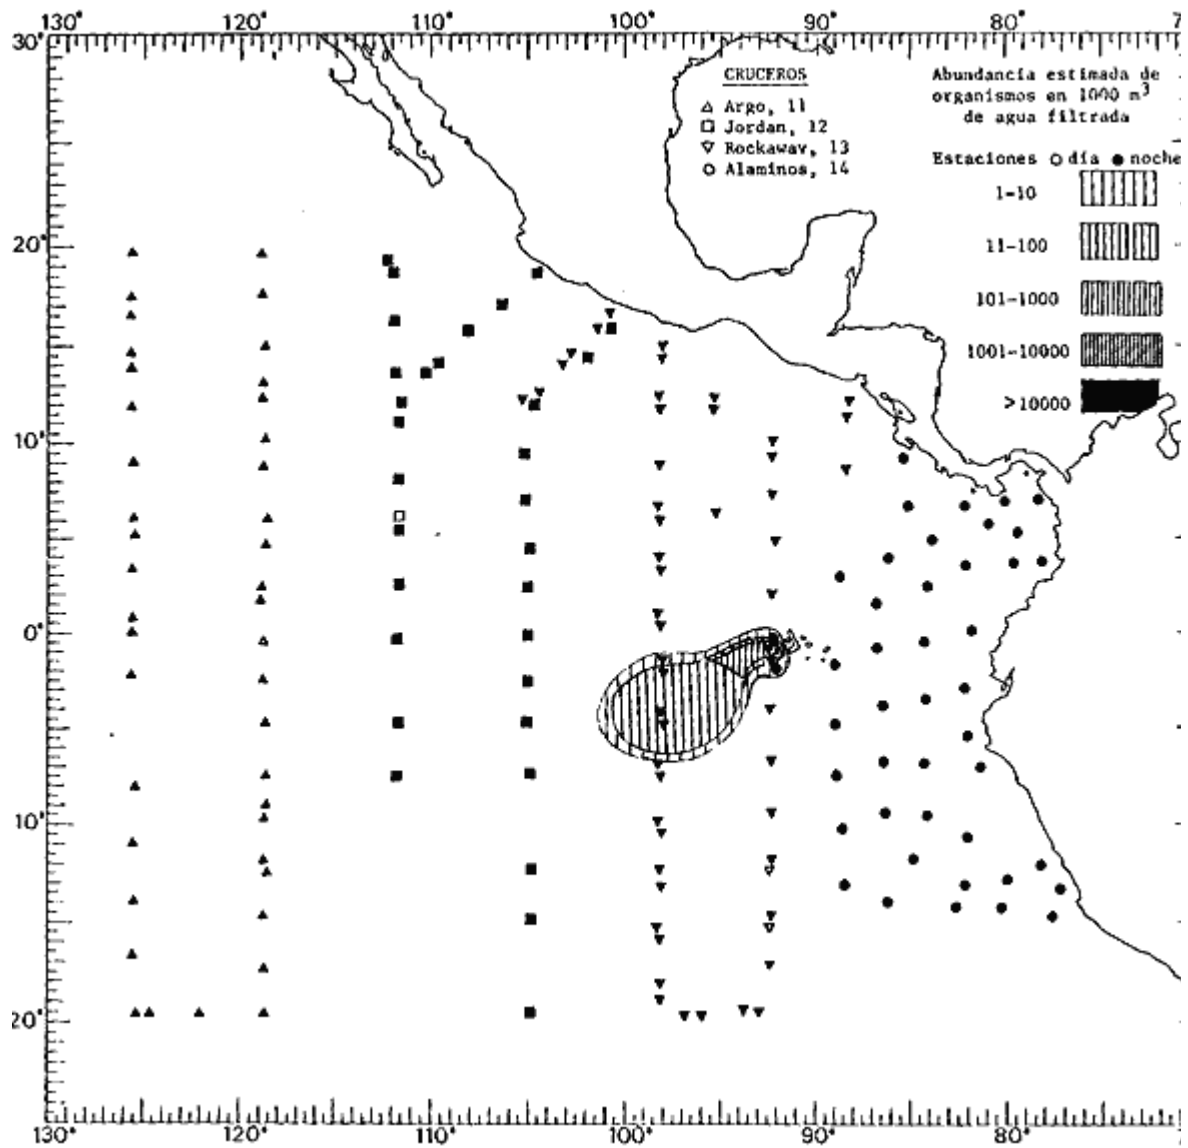 130° 120° 110° 100° 90° 80° 7
30°
CRUCEROS
△ Argo, 11
□ Jordan, 12
▽ Rockaway, 13
○ Alaminos, 14
Abundancia estimada de
organismos en 1000 m³
de agua filtrada
Estaciones ○ día ● noche
1-10
11-100
101-1000
1001-10000
>10000
20°
10°
0°
10°
20°
130° 120° 110° 100° 90° 80° 7